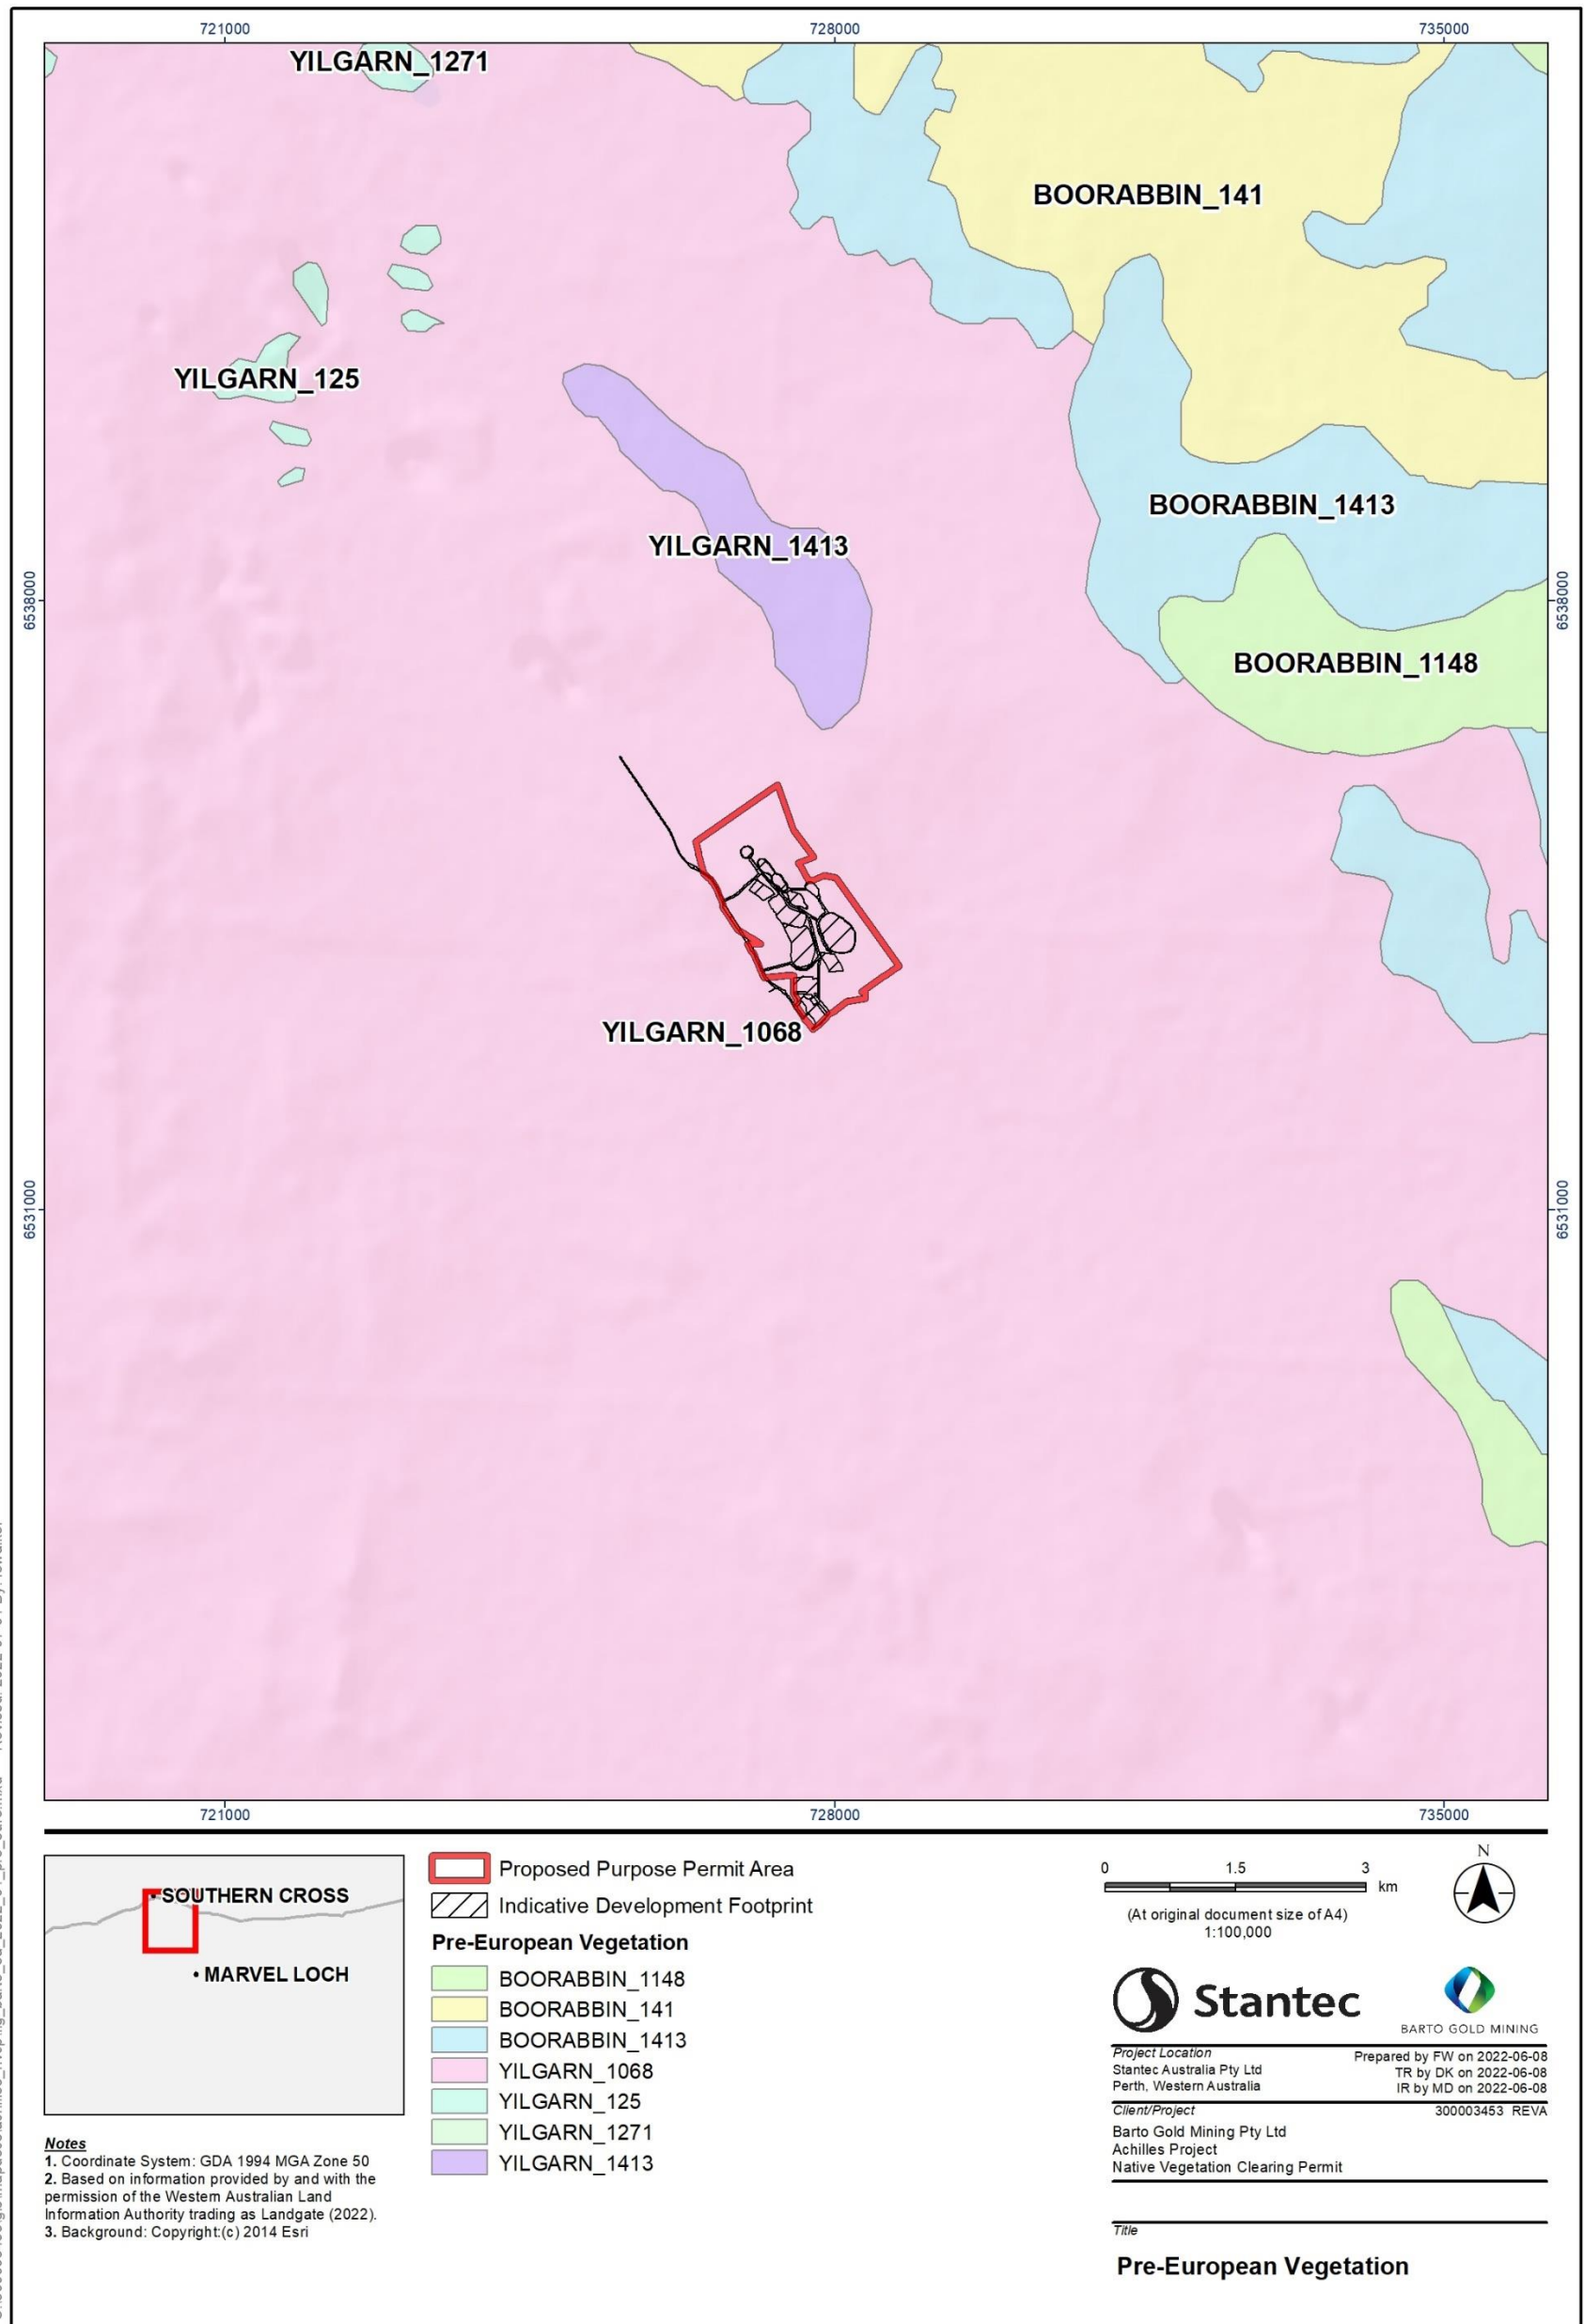 721000
728000
735000
YILGARN_1271
BOORABBIN_141
YILGARN_125
BOORABBIN_1413
YILGARN_1413
6538000
6538000
BOORABBIN_1148
YILGARN_1068
6531000
6531000
721000
728000
735000
SOUTHERN CROSS
MARVEL LOCH
Notes
1. Coordinate System: GDA 1994 MGA Zone 50
2. Based on information provided by and with the
permission of the Western Australian Land
Information Authority trading as Landgate (2022).
3. Background: Copyright:(c) 2014 Esri
Proposed Purpose Permit Area
Indicative Development Footprint
Pre-European Vegetation
BOORABBIN_1148
BOORABBIN_141
BOORABBIN_1413
YILGARN_1068
YILGARN_125
YILGARN_1271
YILGARN_1413
0 1.5 3
km
(At original document size of A4)
1:100,000
N
Stantec
BARTO GOLD MINING
Project Location
Stantec Australia Pty Ltd
Perth, Western Australia
Prepared by FW on 2022-06-08
TR by DK on 2022-06-08
IR by MD on 2022-06-08
Client/Project
300003453 REVA
Barto Gold Mining Pty Ltd
Achilles Project
Native Vegetation Clearing Permit
Title
Pre-European Vegetation